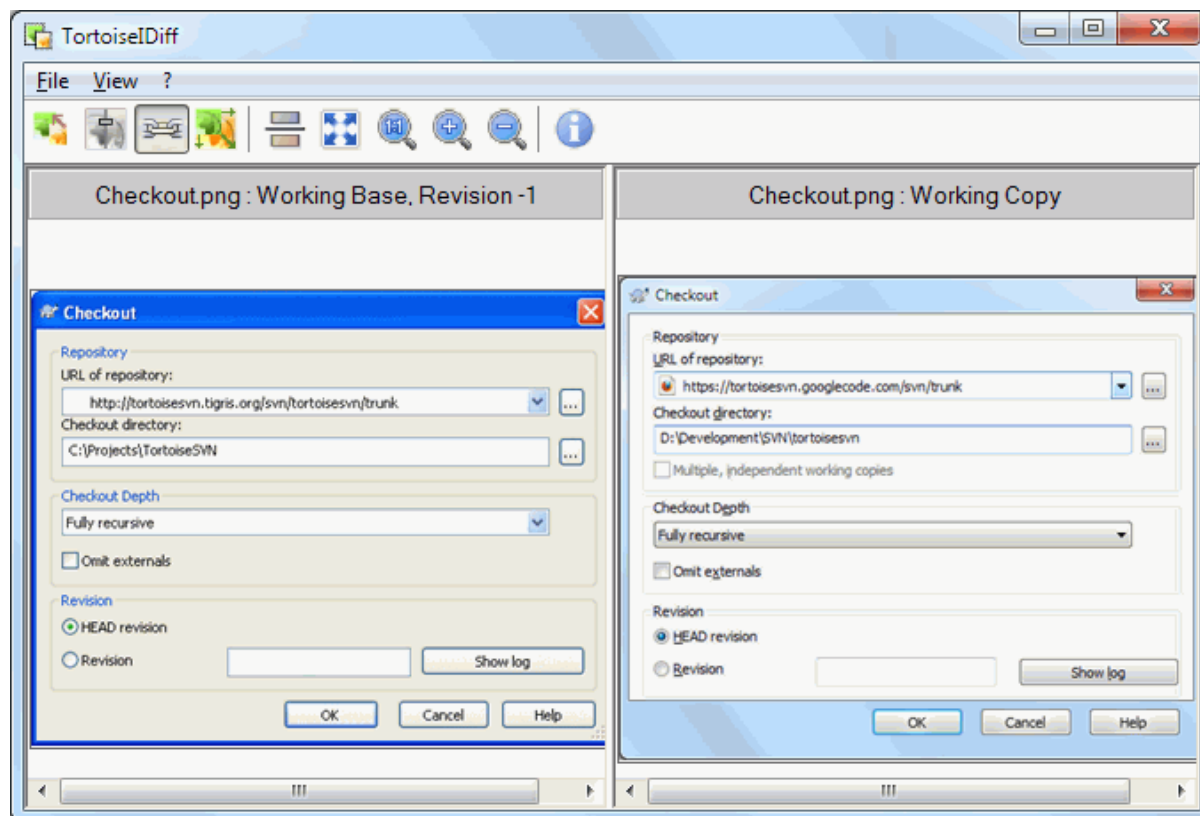 TortoiseIDiff
File View ?
1:1
Checkout.png : Working Base, Revision -1
Checkout
Repository
URL of repository:
http://tortoisesvn.tigris.org/svn/tortoisesvn/trunk
...
Checkout directory:
C:\Projects\TortoiseSVN
...
Checkout Depth
Fully recursive
Omit externals
Revision
HEAD revision
Revision
Show log
OK Cancel Help
Checkout.png : Working Copy
Checkout
Repository
URL of repository:
https://tortoisesvn.googlecode.com/svn/trunk
...
Checkout directory:
D:\Development\SVN\tortoisesvn
...
Multiple, independent working copies
Checkout Depth
Fully recursive
Omit externals
Revision
HEAD revision
Revision
Show log
OK Cancel Help